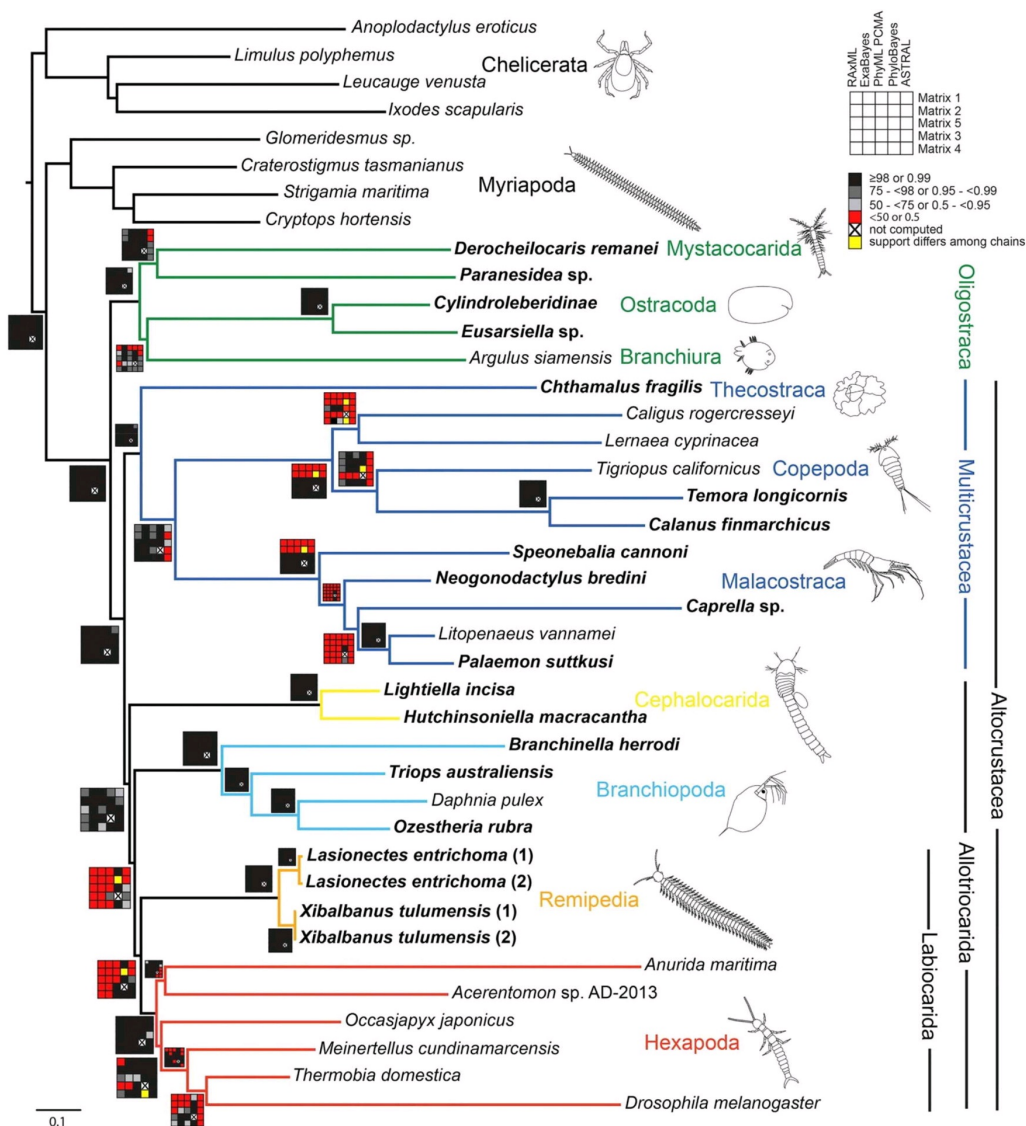 Anoplodactylus eroticus
Limulus polyphemus
Chelicerata
Leucauge venusta
Ixodes scapularis
RAxML
ExaBayes
PhyML PCMA
PhyloBayes
ASTRAL
Matrix 1
Matrix 2
Matrix 5
Matrix 3
Matrix 4
≥98 or 0.99
75 - <98 or 0.95 - <0.99
50 - <75 or 0.5 - <0.95
<50 or 0.5
not computed
support differs among chains
Glomeridesmus sp.
Craterostigmus tasmanianus
Myriapoda
Strigamia maritima
Cryptops hortensis
Derocheilocaris remanei Mystacocarida
Paranesidea sp.
Cylindroleberidinae Ostracoda
Eusarsiella sp.
Argulus siamensis Branchiura
Oligostraca
Chthamalus fragilis Thecostraca
Caligus rogercresseyi
Lernaea cyprinacea
Tigriopus californicus Copepoda
Temora longicornis
Calanus finmarchicus
Multicrustacea
Speonebalia cannoni
Neogonodactylus bredini Malacostraca
Caprella sp.
Litopenaeus vannamei
Palaemon suttkusi
Lightiella incisa
Cephalocarida
Hutchinsoniella macracantha
Altocrustacea
Branchinella herrodi
Triops australiensis
Branchiopoda
Daphnia pulex
Ozestheria rubra
Allotriocarida
Lasionectes entrichoma (1)
Lasionectes entrichoma (2)
Remipedia
Xibalbanus tulumensis (1)
Xibalbanus tulumensis (2)
Labiocarida
Anurida maritima
Acerentomon sp. AD-2013
Occasjapyx japonicus
Hexapoda
Meinertellus cundinamarcensis
Thermobia domestica
Drosophila melanogaster
0.1